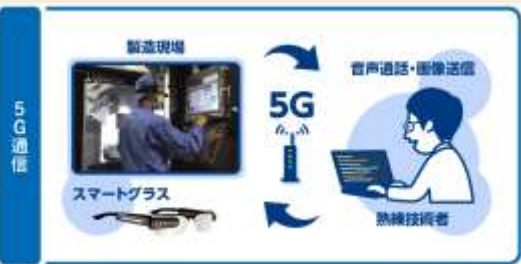 5G通信
製造現場
音声通話・画像送信
5G
スマートグラス
熟練技術者